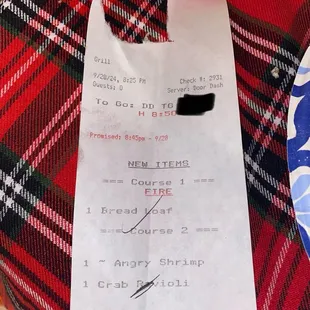 Grill
9/28/24, 8:25 PM Check #: 2931
Guests: 0 Server: Door Dash
To Go: DD TG
H 8:50
Promised: 8:45pm - 9/28
NEW ITEMS
=== Course 1 ===
FIRE
1 Bread Loaf
=== Course 2 ===
1 ~ Angry Shrimp
1 Crab Ravioli